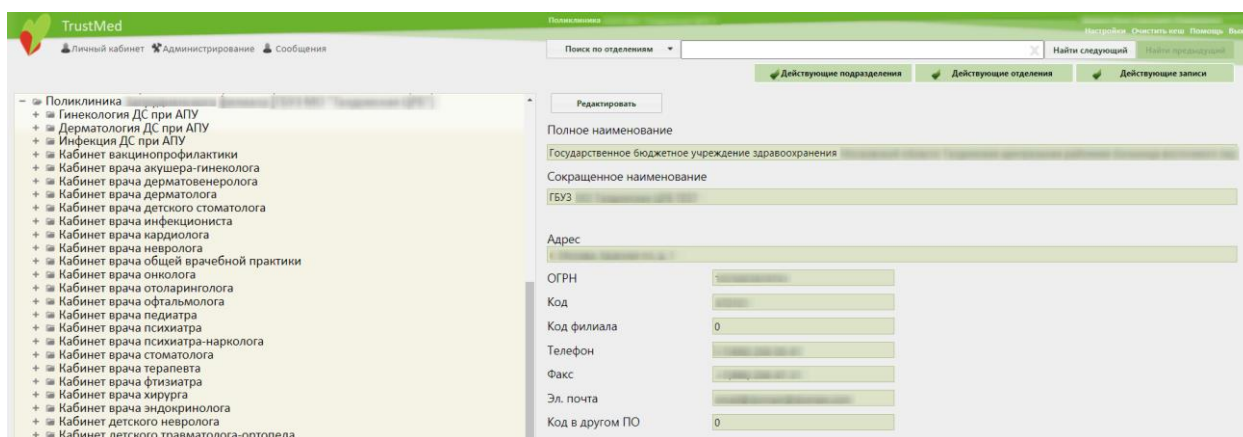 TrustMed
Поликлиника
Настройки Очистить кеш Помощь Вых
Личный кабинет Администрирование Сообщения
Поиск по отделениям
Найти следующий
Найти предыдущий
Действующие подразделения
Действующие отделения
Действующие записи
Поликлиника
Гинекология ДС при АПУ
Дерматология ДС при АПУ
Инфекция ДС при АПУ
Кабинет вакцинопрофилактики
Кабинет врача акушера-гинеколога
Кабинет врача дерматовенеролога
Кабинет врача дерматолога
Кабинет врача детского стоматолога
Кабинет врача инфекциониста
Кабинет врача кардиолога
Кабинет врача невролога
Кабинет врача общей врачебной практики
Кабинет врача онколога
Кабинет врача отоларинголога
Кабинет врача офтальмолога
Кабинет врача педиатра
Кабинет врача психиатра
Кабинет врача психиатра-нарколога
Кабинет врача стоматолога
Кабинет врача терапевта
Кабинет врача фтизиатра
Кабинет врача хирурга
Кабинет врача эндокринолога
Кабинет детского невролога
Кабинет детского травматолога-ортопеда
Редактировать
Полное наименование
Государственное бюджетное учреждение здравоохранения
Сокращенное наименование
ГБУЗ
Адрес
ОГРН
Код
Код филиала
0
Телефон
Факс
Эл. почта
Код в другом ПО
0